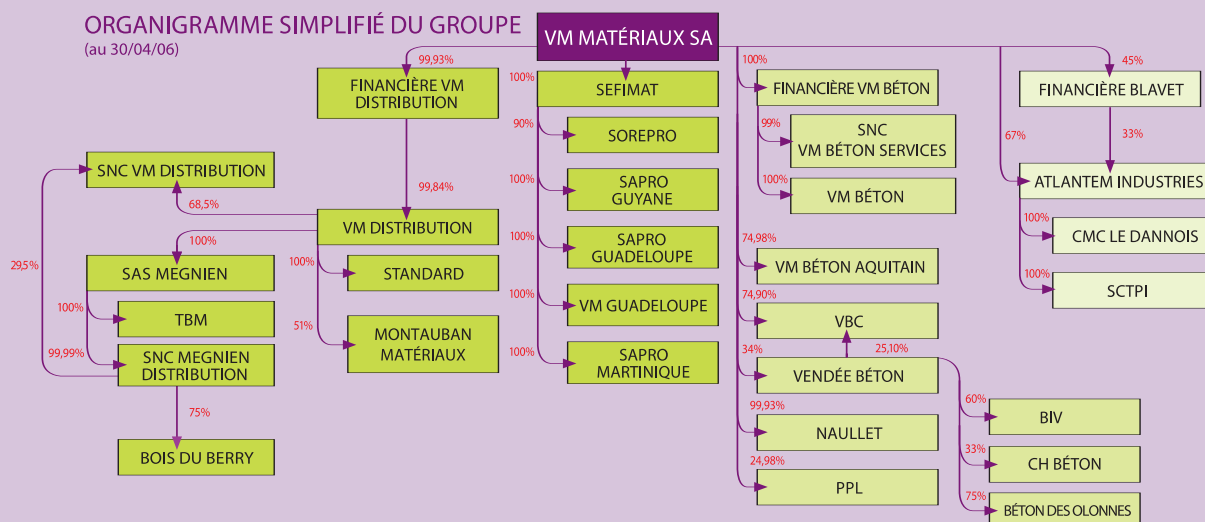 ORGANIGRAMME SIMPLIFIÉ DU GROUPE
(au 30/04/06)
VM MATÉRIAUX SA
99,93%
FINANCIÈRE VM
DISTRIBUTION
99,84%
SNC VM DISTRIBUTION
68,5%
VM DISTRIBUTION
100%
29,5%
SAS MEGNIEN
100%
STANDARD
100%
TBM
51%
MONTAUBAN
MATÉRIAUX
99,99%
SNC MEGNIEN
DISTRIBUTION
75%
BOIS DU BERRY
100%
SEFIMAT
90%
SOREPRO
100%
SAPRO
GUYANE
100%
SAPRO
GUADELOUPE
100%
VM GUADELOUPE
100%
SAPRO
MARTINIQUE
100%
FINANCIÈRE VM BÉTON
99%
SNC
VM BÉTON SERVICES
100%
VM BÉTON
74,98%
VM BÉTON AQUITAIN
74,90%
VBC
34%
25,10%
VENDÉE BÉTON
99,93%
NAULLET
24,98%
PPL
60%
BIV
33%
CH BÉTON
75%
BÉTON DES OLONNES
45%
FINANCIÈRE BLAVET
67%
33%
ATLANTEM INDUSTRIES
100%
CMC LE DANNOIS
100%
SCTPI